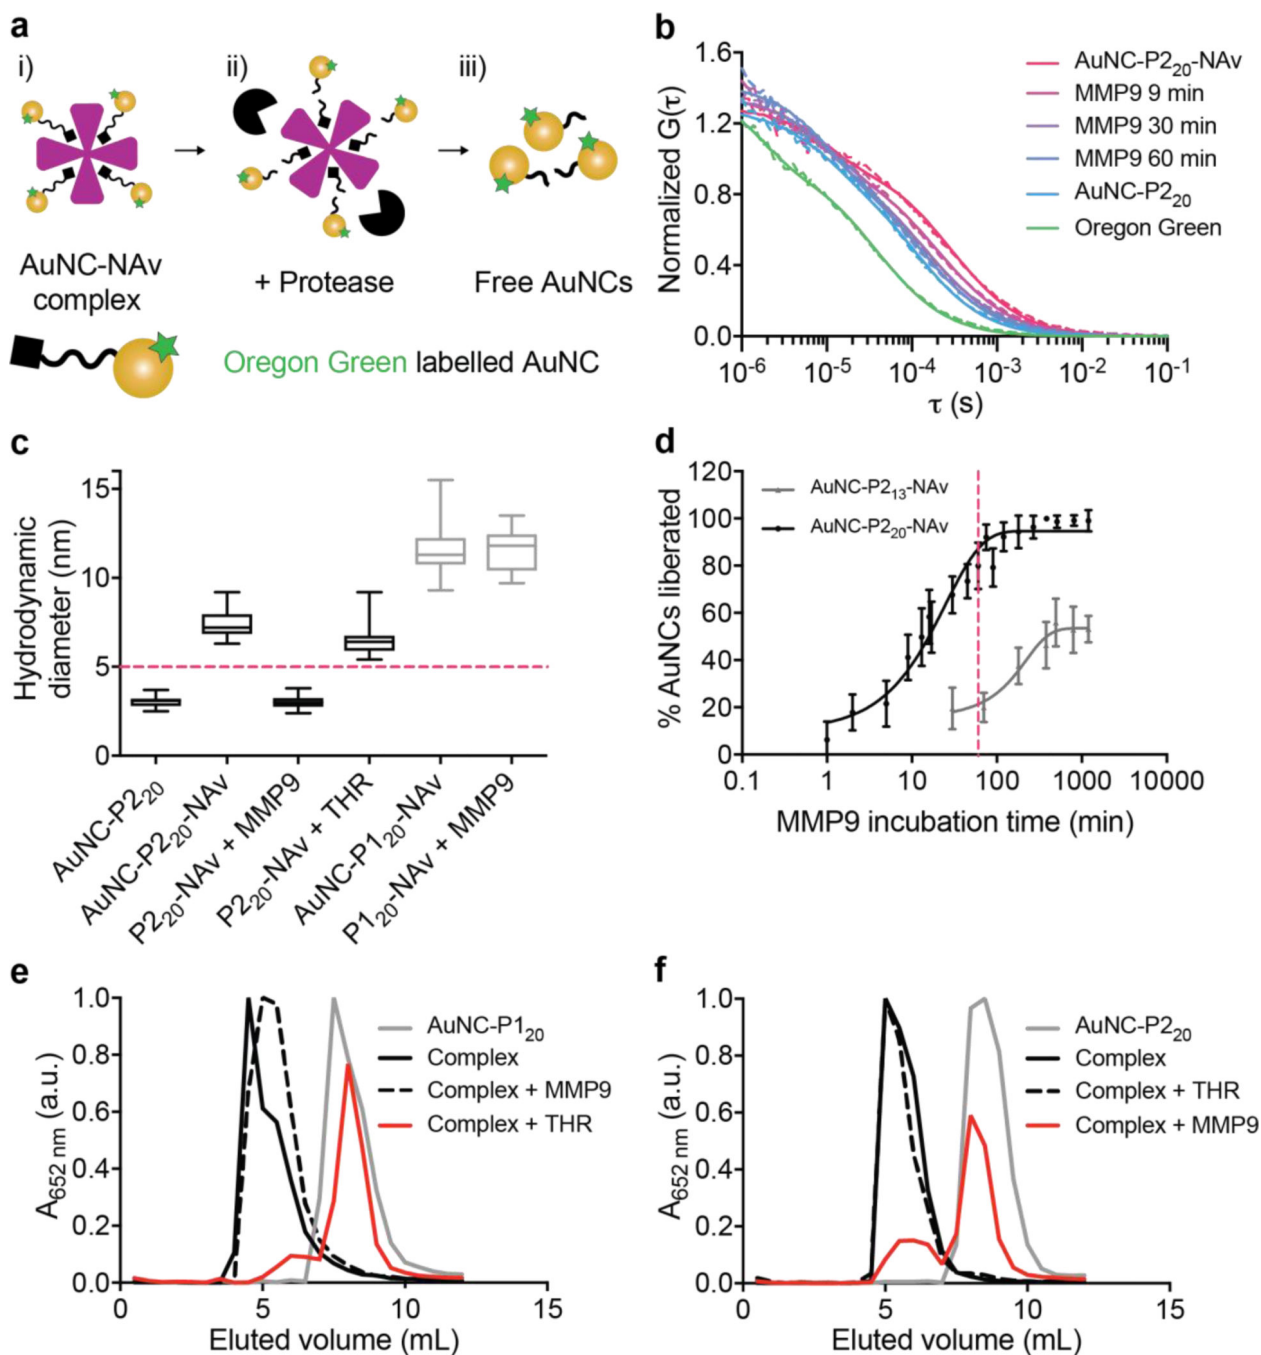 a
i)
ii)
iii)
AuNC-NAv
complex
+ Protease
Free AuNCs
Oregon Green labelled AuNC
b
1.6
1.2
0.8
0.4
0.0
Normalized G(τ)
10⁻⁶ 10⁻⁵ 10⁻⁴ 10⁻³ 10⁻² 10⁻¹
τ (s)
AuNC-P2₂₀-NAv
MMP9 9 min
MMP9 30 min
MMP9 60 min
AuNC-P2₂₀
Oregon Green
c
15
10
5
0
Hydrodynamic
diameter (nm)
AuNC-P2₂₀
AuNC-P2₂₀-NAv
P2₂₀-NAv + MMP9
P2₂₀-NAv + THR
AuNC-P1₂₀-NAv
P1₂₀-NAv + MMP9
d
120
100
80
60
40
20
0
% AuNCs liberated
AuNC-P2₁₃-NAv
AuNC-P2₂₀-NAv
0.1 1 10 100 1000 10000
MMP9 incubation time (min)
e
1.0
0.8
0.6
0.4
0.2
0.0
A₆₅₂ ₙₘ (a.u.)
AuNC-P1₂₀
Complex
Complex + MMP9
Complex + THR
0 5 10 15
Eluted volume (mL)
f
1.0
0.8
0.6
0.4
0.2
0.0
A₆₅₂ ₙₘ (a.u.)
AuNC-P2₂₀
Complex
Complex + THR
Complex + MMP9
0 5 10 15
Eluted volume (mL)